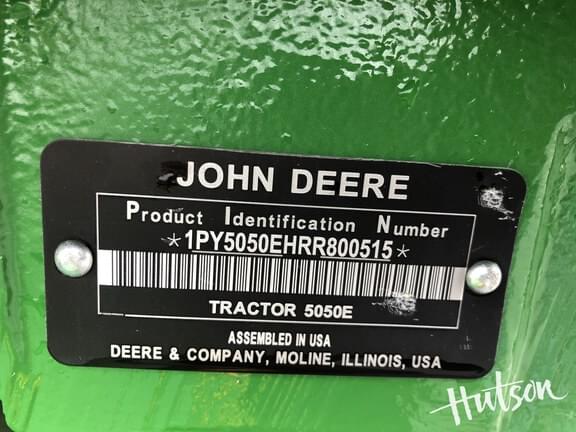 JOHN DEERE
Product Identification Number
*1PY5050EHRR800515*
TRACTOR 5050E
ASSEMBLED IN USA
DEERE & COMPANY, MOLINE, ILLINOIS, USA
Hutson